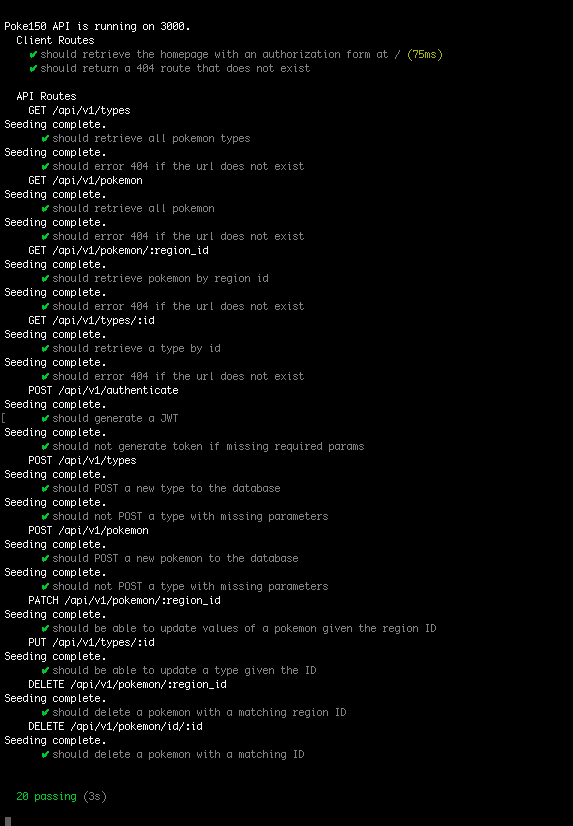 Poke150 API is running on 3000.
Client Routes
✔ should retrieve the homepage with an authorization form at / (75ms)
✔ should return a 404 route that does not exist
API Routes
GET /api/v1/types
Seeding complete.
✔ should retrieve all pokemon types
Seeding complete.
✔ should error 404 if the url does not exist
GET /api/v1/pokemon
Seeding complete.
✔ should retrieve all pokemon
Seeding complete.
✔ should error 404 if the url does not exist
GET /api/v1/pokemon/:region_id
Seeding complete.
✔ should retrieve pokemon by region id
Seeding complete.
✔ should error 404 if the url does not exist
GET /api/v1/types/:id
Seeding complete.
✔ should retrieve a type by id
Seeding complete.
✔ should error 404 if the url does not exist
POST /api/v1/authenticate
Seeding complete.
[ ✔ should generate a JWT
Seeding complete.
✔ should not generate token if missing required params
POST /api/v1/types
Seeding complete.
✔ should POST a new type to the database
Seeding complete.
✔ should not POST a type with missing parameters
POST /api/v1/pokemon
Seeding complete.
✔ should POST a new pokemon to the database
Seeding complete.
✔ should not POST a type with missing parameters
PATCH /api/v1/pokemon/:region_id
Seeding complete.
✔ should be able to update values of a pokemon given the region ID
PUT /api/v1/types/:id
Seeding complete.
✔ should be able to update a type given the ID
DELETE /api/v1/pokemon/:region_id
Seeding complete.
✔ should delete a pokemon with a matching region ID
DELETE /api/v1/pokemon/id/:id
Seeding complete.
✔ should delete a pokemon with a matching ID
20 passing (3s)